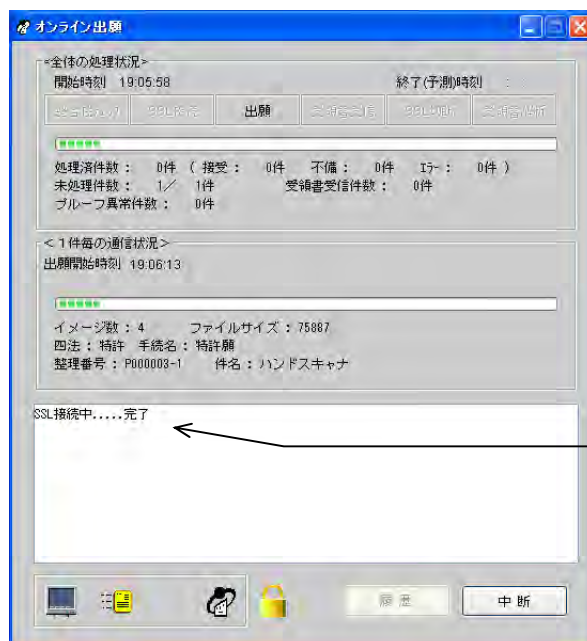 オンライン出願
<全体の処理状況>
開始時刻 19:05:58 終了(予測)時刻 :
出願
処理済件数: 0件 ( 接受: 0件 不備: 0件 エラー: 0件 )
未処理件数: 1/ 1件 受領書受信件数: 0件
プルーフ異常件数: 0件
<1件毎の通信状況>
出願開始時刻 19:06:13
イメージ数:4 ファイルサイズ:75887
四法:特許 手続名:特許願
整理番号:P000003-1 件名:ハンドスキャナ
SSL接続中.....完了
履歴 中断